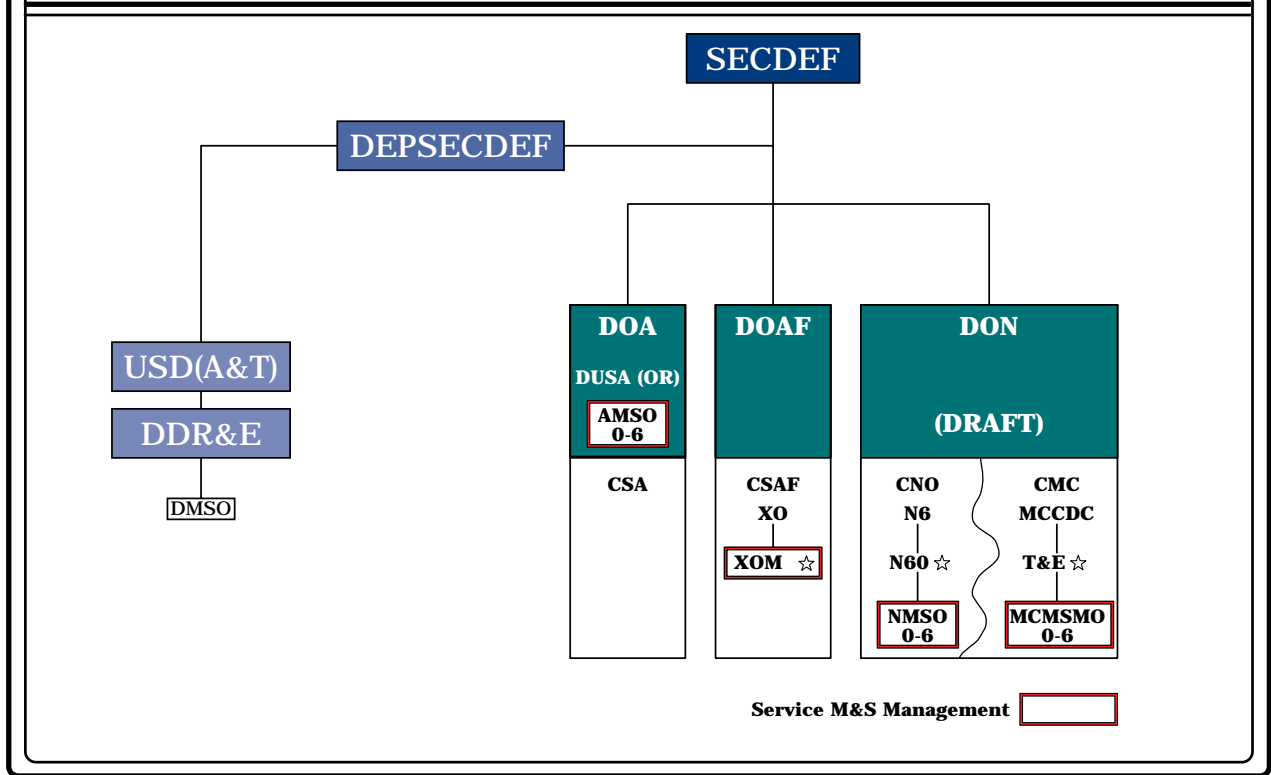 SECDEF
DEPSECDEF
USD(A&T)
DDR&E
DMSO
DOA
DUSA (OR)
AMSO
0-6
CSA
DOAF
CSAF
XO
XOM ☆
DON
(DRAFT)
CNO
N6
N60 ☆
NMSO
0-6
CMC
MCCDC
T&E ☆
MCMSMO
0-6
Service M&S Management